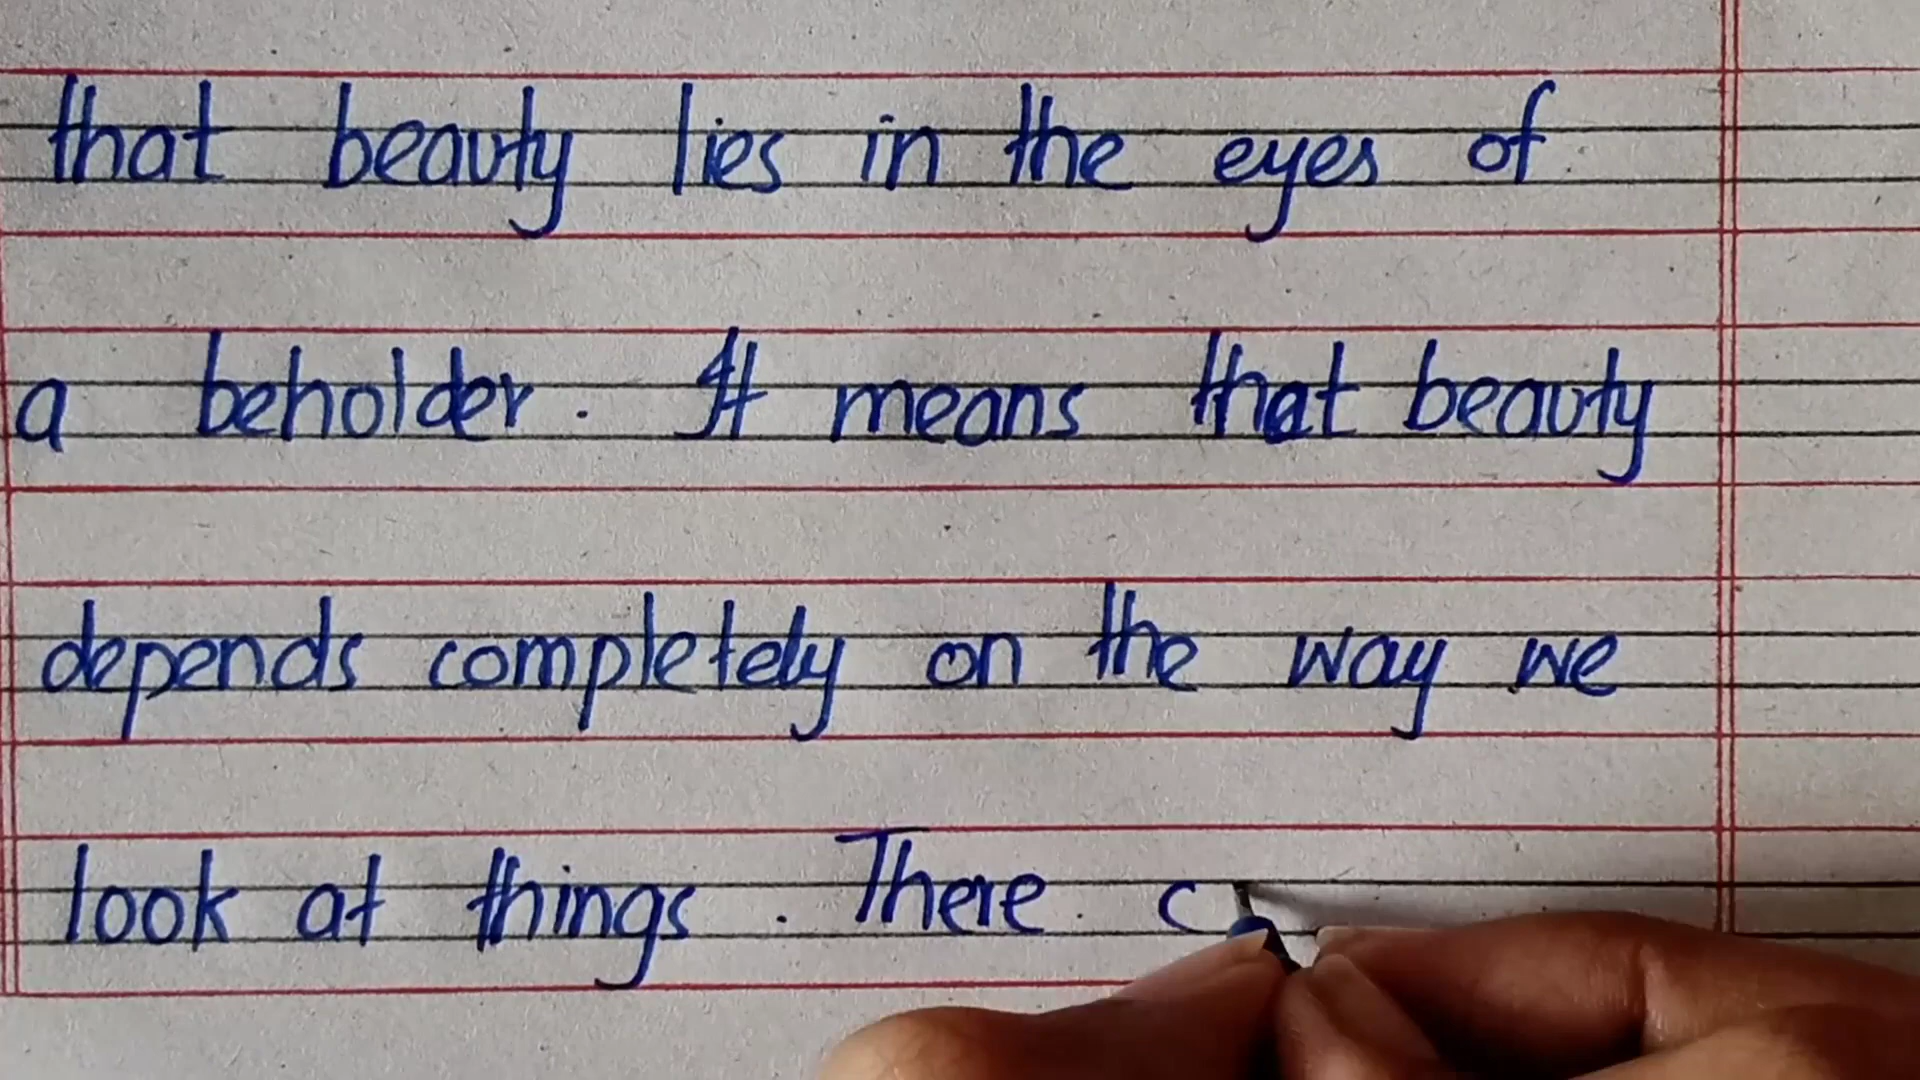 that beauty lies in the eyes of
a beholder. It means that beauty
depends completely on the way we
look at things. There c